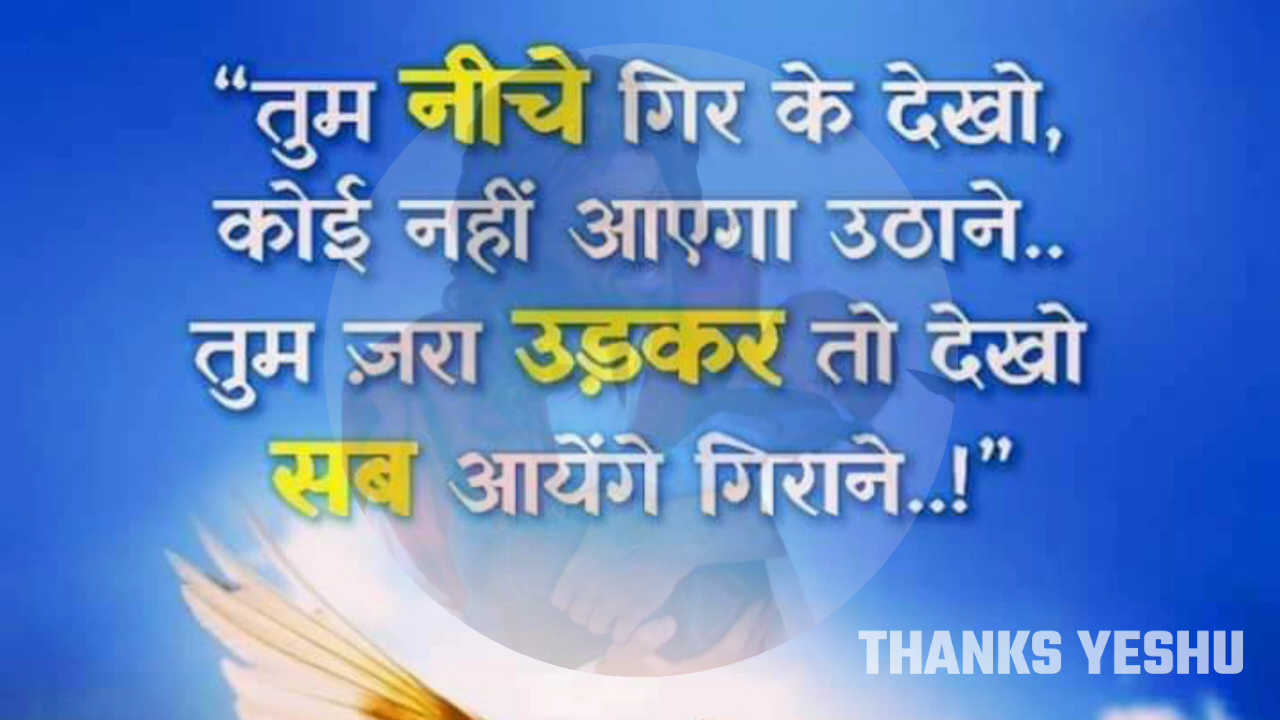 “तुम नीचे गिर के देखो,
कोई नहीं आएगा उठाने..
तुम ज़रा उड़कर तो देखो
सब आयेंगे गिराने..!”
THANKS YESHU